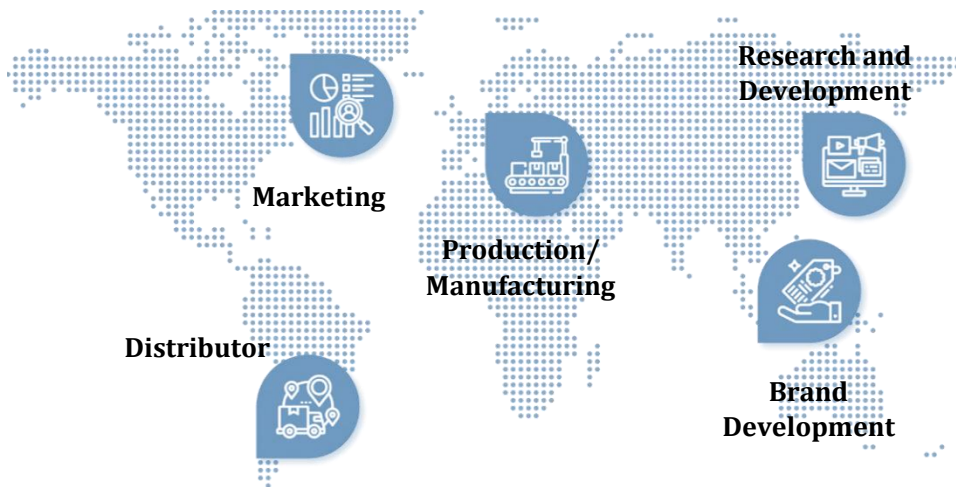 Research and
Development
Marketing
Production/
Manufacturing
Distributor
Brand
Development